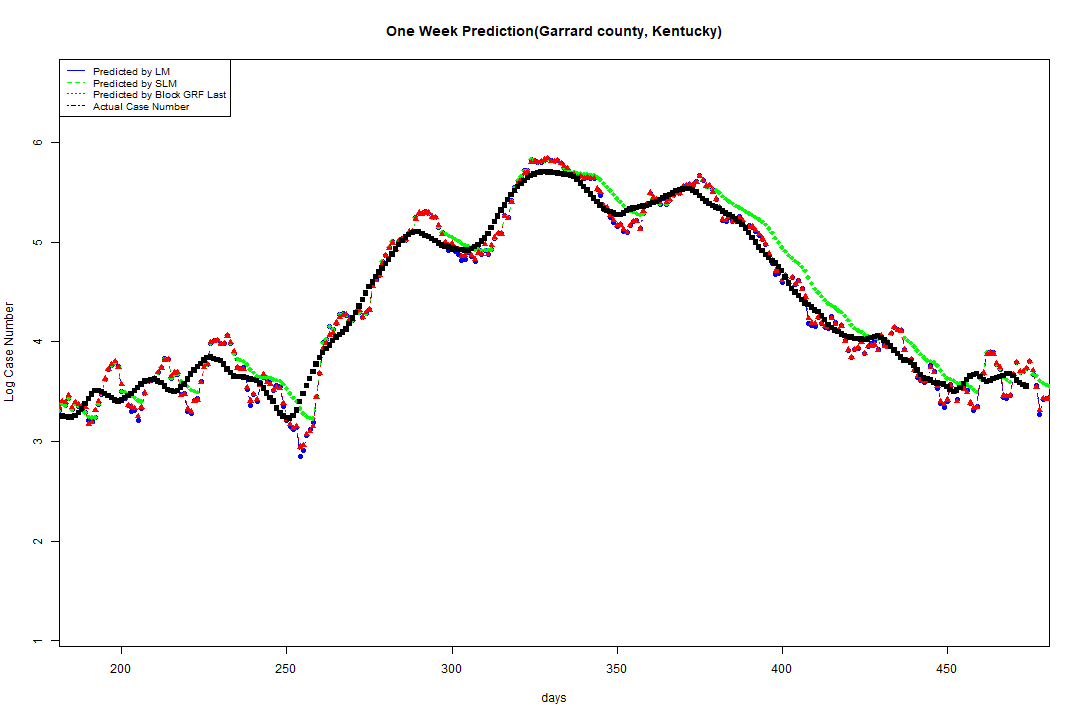 One Week Prediction(Garrard county, Kentucky)
Predicted by LM
Predicted by SLM
Predicted by Block GRF Last
Actual Case Number
6
5
4
3
2
1
Log Case Number
200 250 300 350 400 450
days